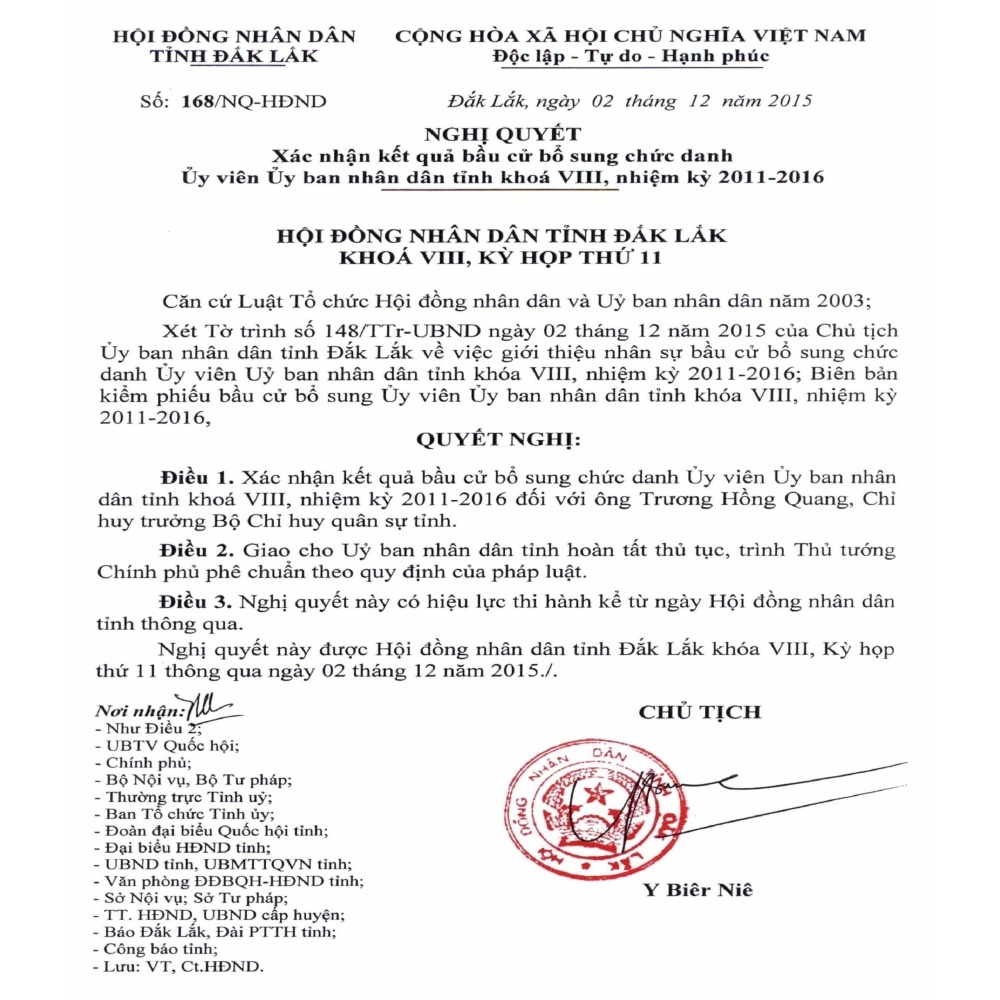 HỘI ĐỒNG NHÂN DÂN
TỈNH ĐẮK LẮK
CỘNG HÒA XÃ HỘI CHỦ NGHĨA VIỆT NAM
Độc lập - Tự do - Hạnh phúc
Số: 168/NQ-HĐND
Đắk Lắk, ngày 02 tháng 12 năm 2015
NGHỊ QUYẾT
Xác nhận kết quả bầu cử bổ sung chức danh
Ủy viên Ủy ban nhân dân tỉnh khoá VIII, nhiệm kỳ 2011-2016
HỘI ĐỒNG NHÂN DÂN TỈNH ĐẮK LẮK
KHOÁ VIII, KỲ HỌP THỨ 11
Căn cứ Luật Tổ chức Hội đồng nhân dân và Uỷ ban nhân dân năm 2003;
Xét Tờ trình số 148/TTr-UBND ngày 02 tháng 12 năm 2015 của Chủ tịch
Ủy ban nhân dân tỉnh Đắk Lắk về việc giới thiệu nhân sự bầu cử bổ sung chức
danh Ủy viên Uỷ ban nhân dân tỉnh khóa VIII, nhiệm kỳ 2011-2016; Biên bản
kiểm phiếu bầu cử bổ sung Ủy viên Ủy ban nhân dân tỉnh khóa VIII, nhiệm kỳ
2011-2016,
QUYẾT NGHỊ:
Điều 1. Xác nhận kết quả bầu cử bổ sung chức danh Ủy viên Ủy ban nhân
dân tỉnh khoá VIII, nhiệm kỳ 2011-2016 đối với ông Trương Hồng Quang, Chỉ
huy trưởng Bộ Chỉ huy quân sự tỉnh.
Điều 2. Giao cho Uỷ ban nhân dân tỉnh hoàn tất thủ tục, trình Thủ tướng
Chính phủ phê chuẩn theo quy định của pháp luật.
Điều 3. Nghị quyết này có hiệu lực thi hành kể từ ngày Hội đồng nhân dân
tỉnh thông qua.
Nghị quyết này được Hội đồng nhân dân tỉnh Đắk Lắk khóa VIII, Kỳ họp
thứ 11 thông qua ngày 02 tháng 12 năm 2015./.
Nơi nhận:
- Như Điều 2;
- UBTV Quốc hội;
- Chính phủ;
- Bộ Nội vụ, Bộ Tư pháp;
- Thường trực Tỉnh uỷ;
- Ban Tổ chức Tỉnh ủy;
- Đoàn đại biểu Quốc hội tỉnh;
- Đại biểu HĐND tỉnh;
- UBND tỉnh, UBMTTQVN tỉnh;
- Văn phòng ĐĐBQH-HĐND tỉnh;
- Sở Nội vụ; Sở Tư pháp;
- TT. HĐND, UBND cấp huyện;
- Báo Đắk Lắk, Đài PTTH tỉnh;
- Công báo tỉnh;
- Lưu: VT, Ct.HĐND.
CHỦ TỊCH
HỘI ĐỒNG NHÂN DÂN TỈNH
LẮK
Y Biêr Niê